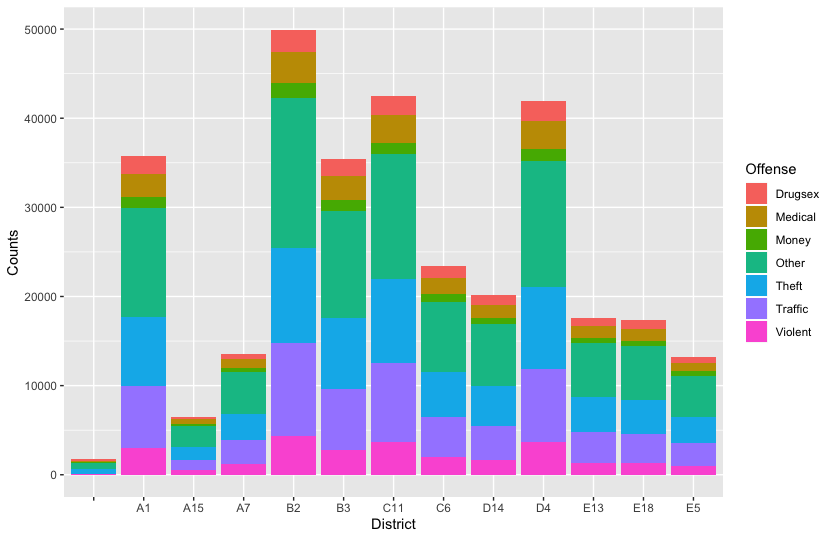 50000
40000
30000
20000
10000
0
Counts
A1 A15 A7 B2 B3 C11 C6 D14 D4 E13 E18 E5
District
Offense
Drugsex
Medical
Money
Other
Theft
Traffic
Violent